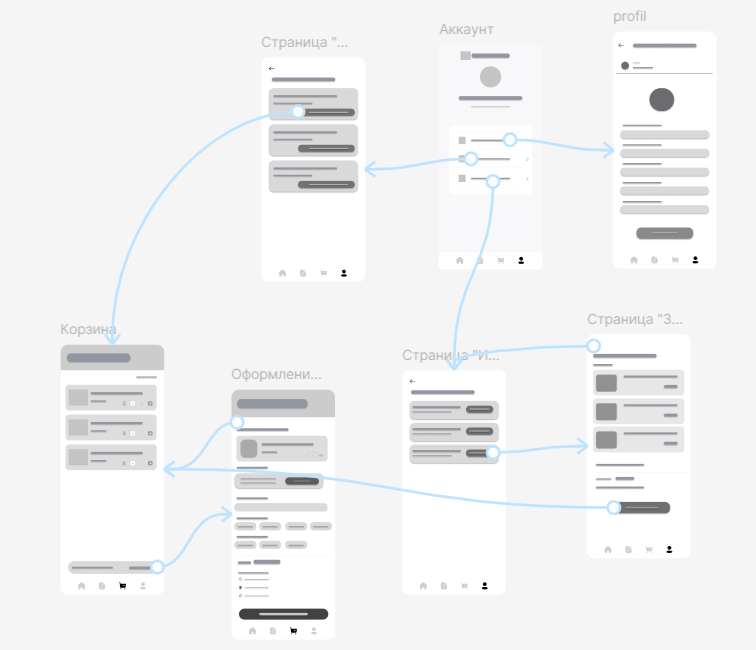 profil
Аккаунт
Страница "...
Страница "З...
Корзина
Страница "И...
Оформлени...